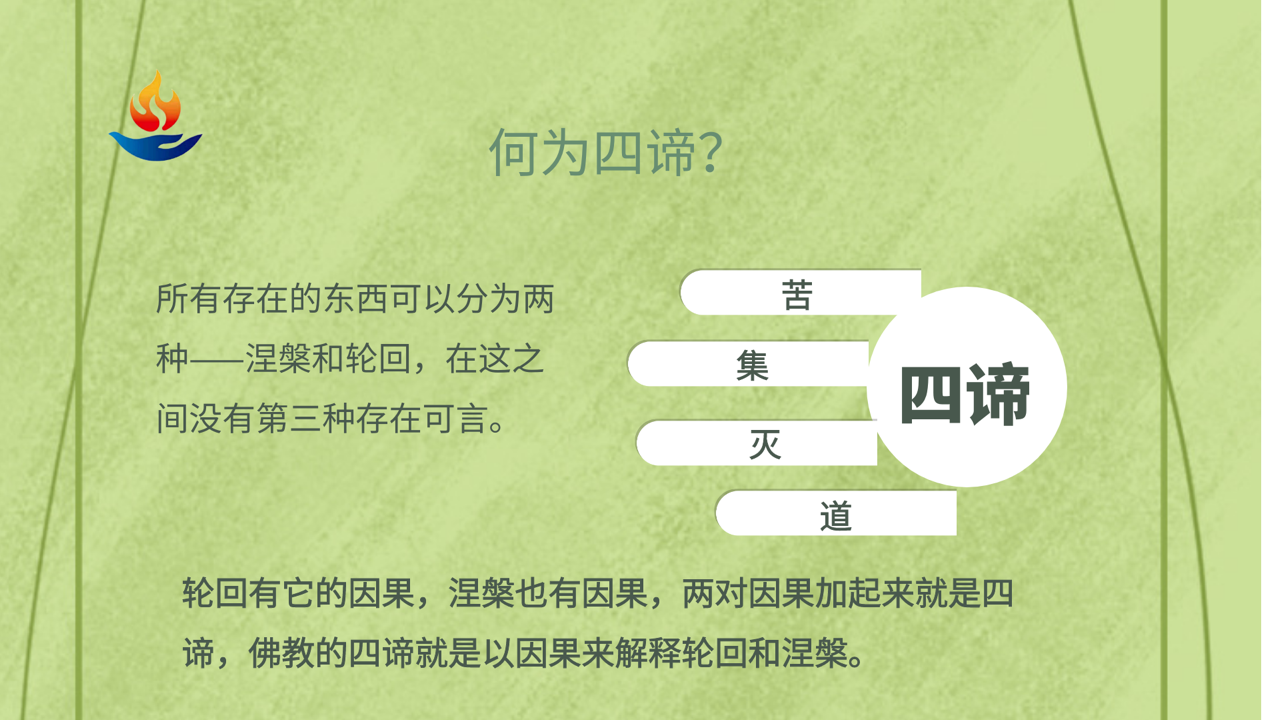 何为四谛？
所有存在的东西可以分为两
种——涅槃和轮回，在这之
间没有第三种存在可言。
苦
集
灭
道
四谛
轮回有它的因果，涅槃也有因果，两对因果加起来就是四
谛，佛教的四谛就是以因果来解释轮回和涅槃。